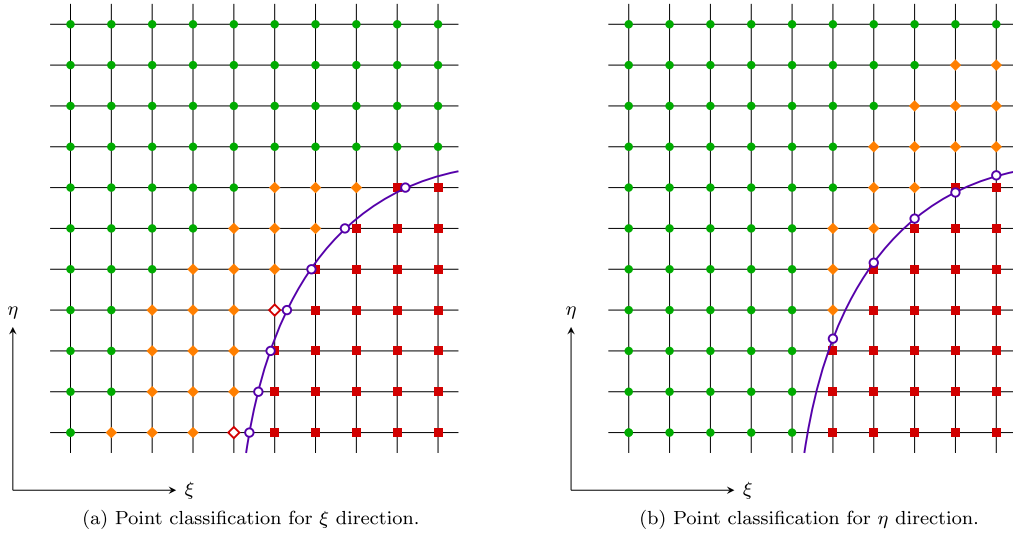 η
η
ξ
ξ
(a) Point classification for ξ direction.
(b) Point classification for η direction.